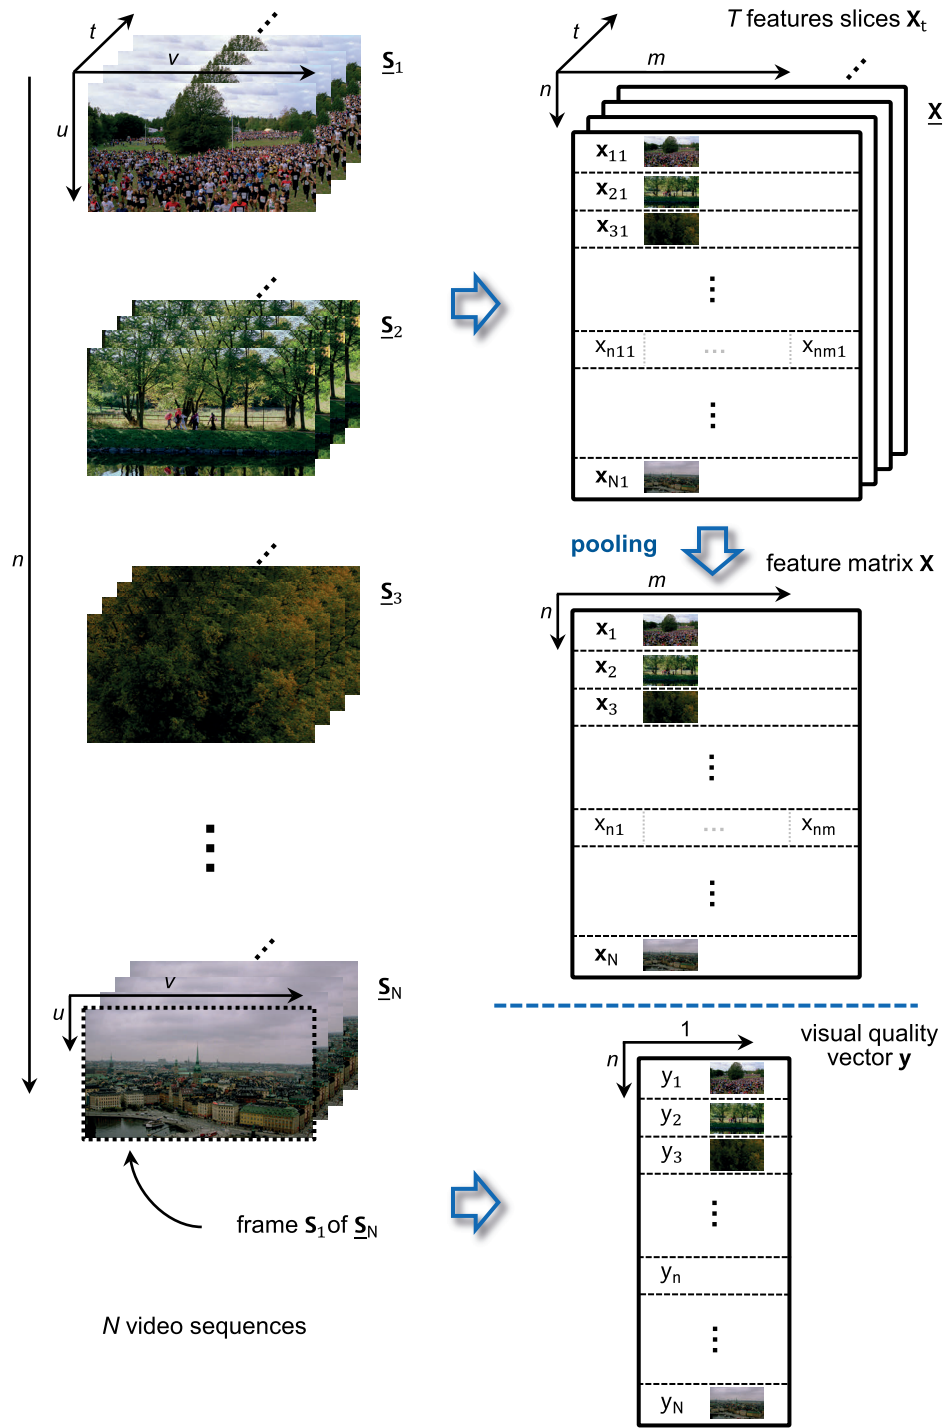 t
v
S1
u
n
S2
S3
v
SN
u
frame S1 of SN
N video sequences
T features slices Xt
t
m
n
X
x11
x21
x31
xn11 ... xnm1
xN1
pooling
feature matrix X
m
n
x1
x2
x3
xn1 ... xnm
xN
1
visual quality
vector y
n
y1
y2
y3
yn
yN